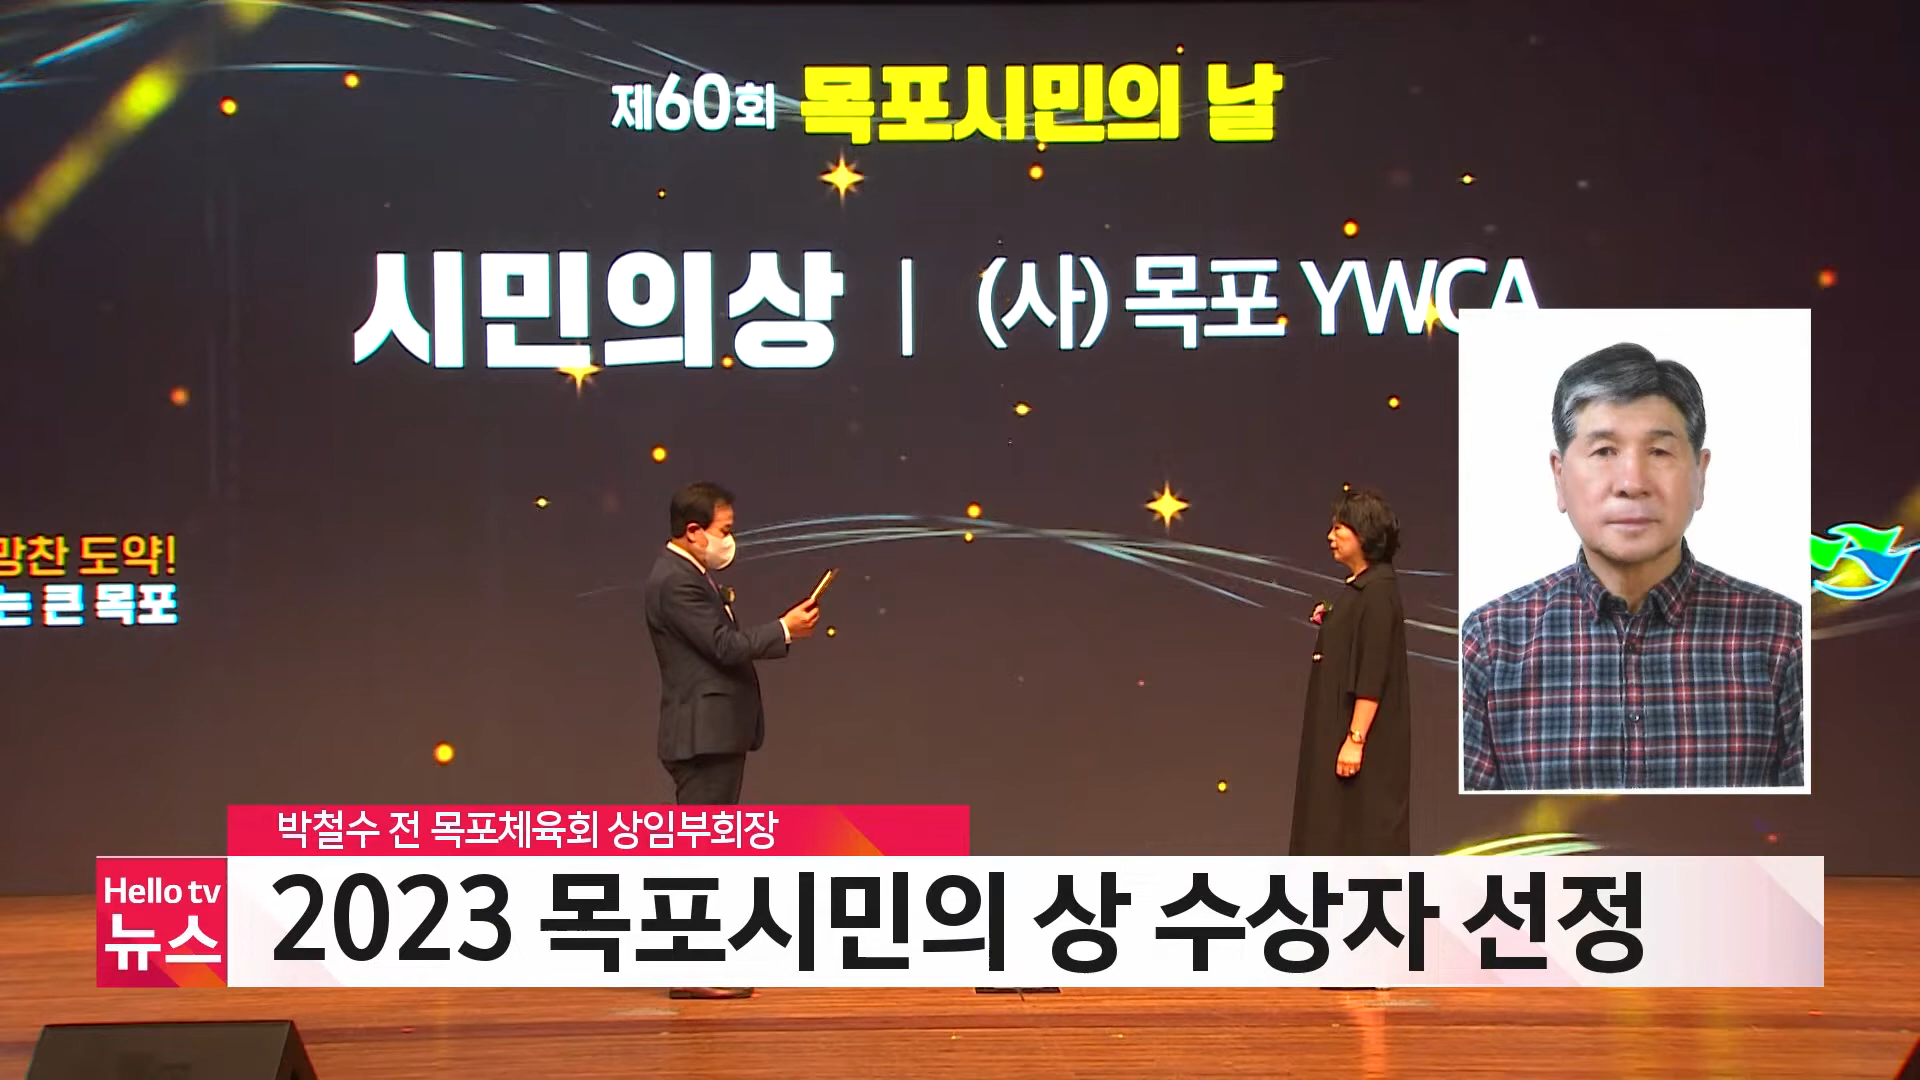 제60회 목포시민의 날
시민의상 | (사) 목포 YWCA
망찬 도약!
는 큰 목포
박철수 전 목포체육회 상임부회장
Hello tv
뉴스
2023 목포시민의 상 수상자 선정